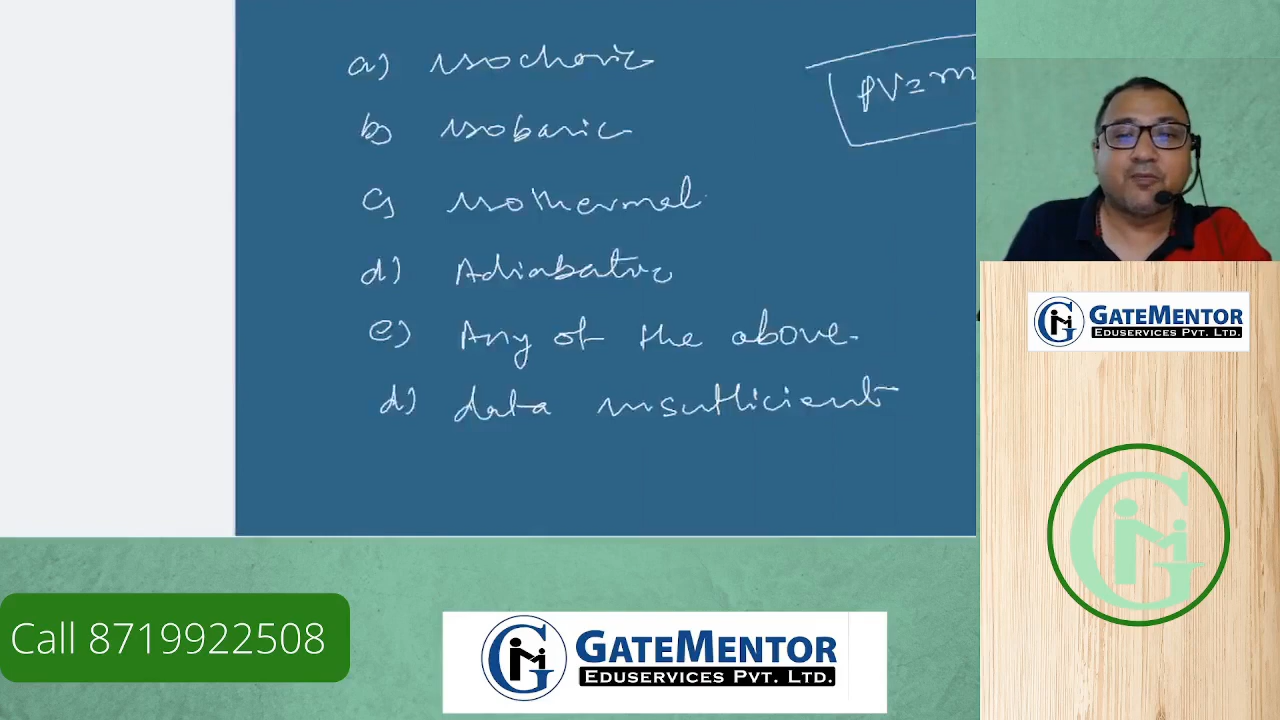 a) Isochoric
b) Isobaric
c) Isothermal
d) Adiabatic
e) Any of the above.
d) data insufficient
PV = m
GATEMENTOR
EDUSERVICES PVT. LTD.
Call 8719922508
GATEMENTOR
EDUSERVICES PVT. LTD.